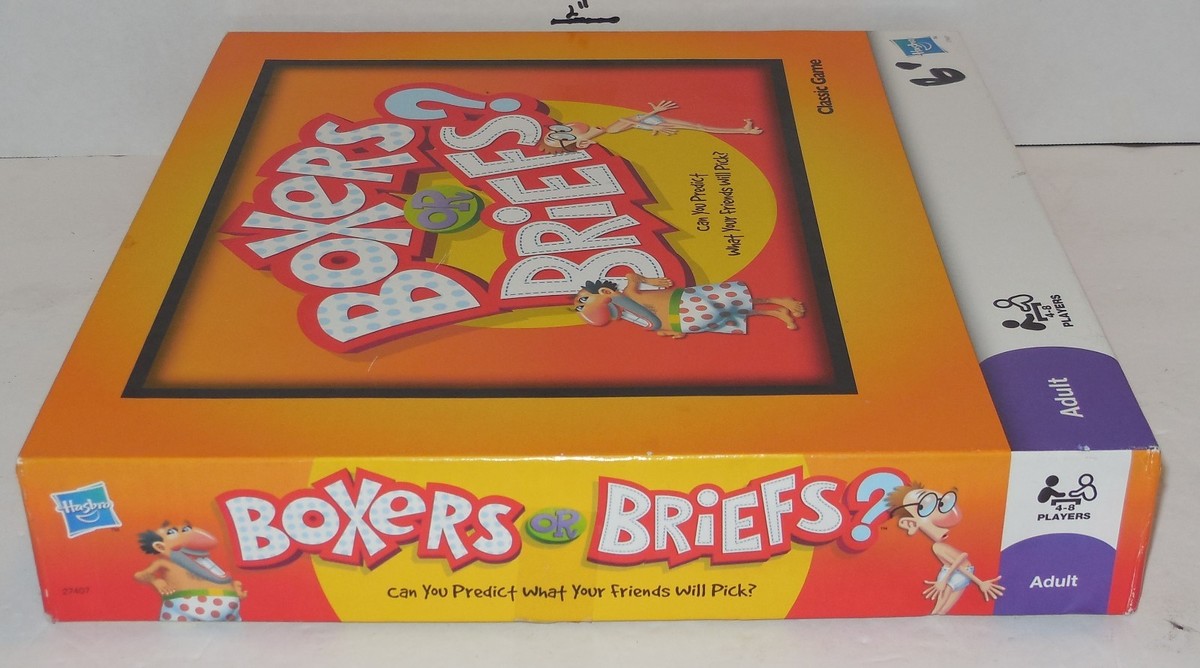 1"
Hasbro
6'
Classic Game
BOXERS
OR
BRIEFS?
Can You Predict
What Your Friends Will Pick?
4-8
PLAYERS
Adult
Hasbro
BOXERS OR BRIEFS?
Can You Predict What Your Friends Will Pick?
4-8
PLAYERS
Adult